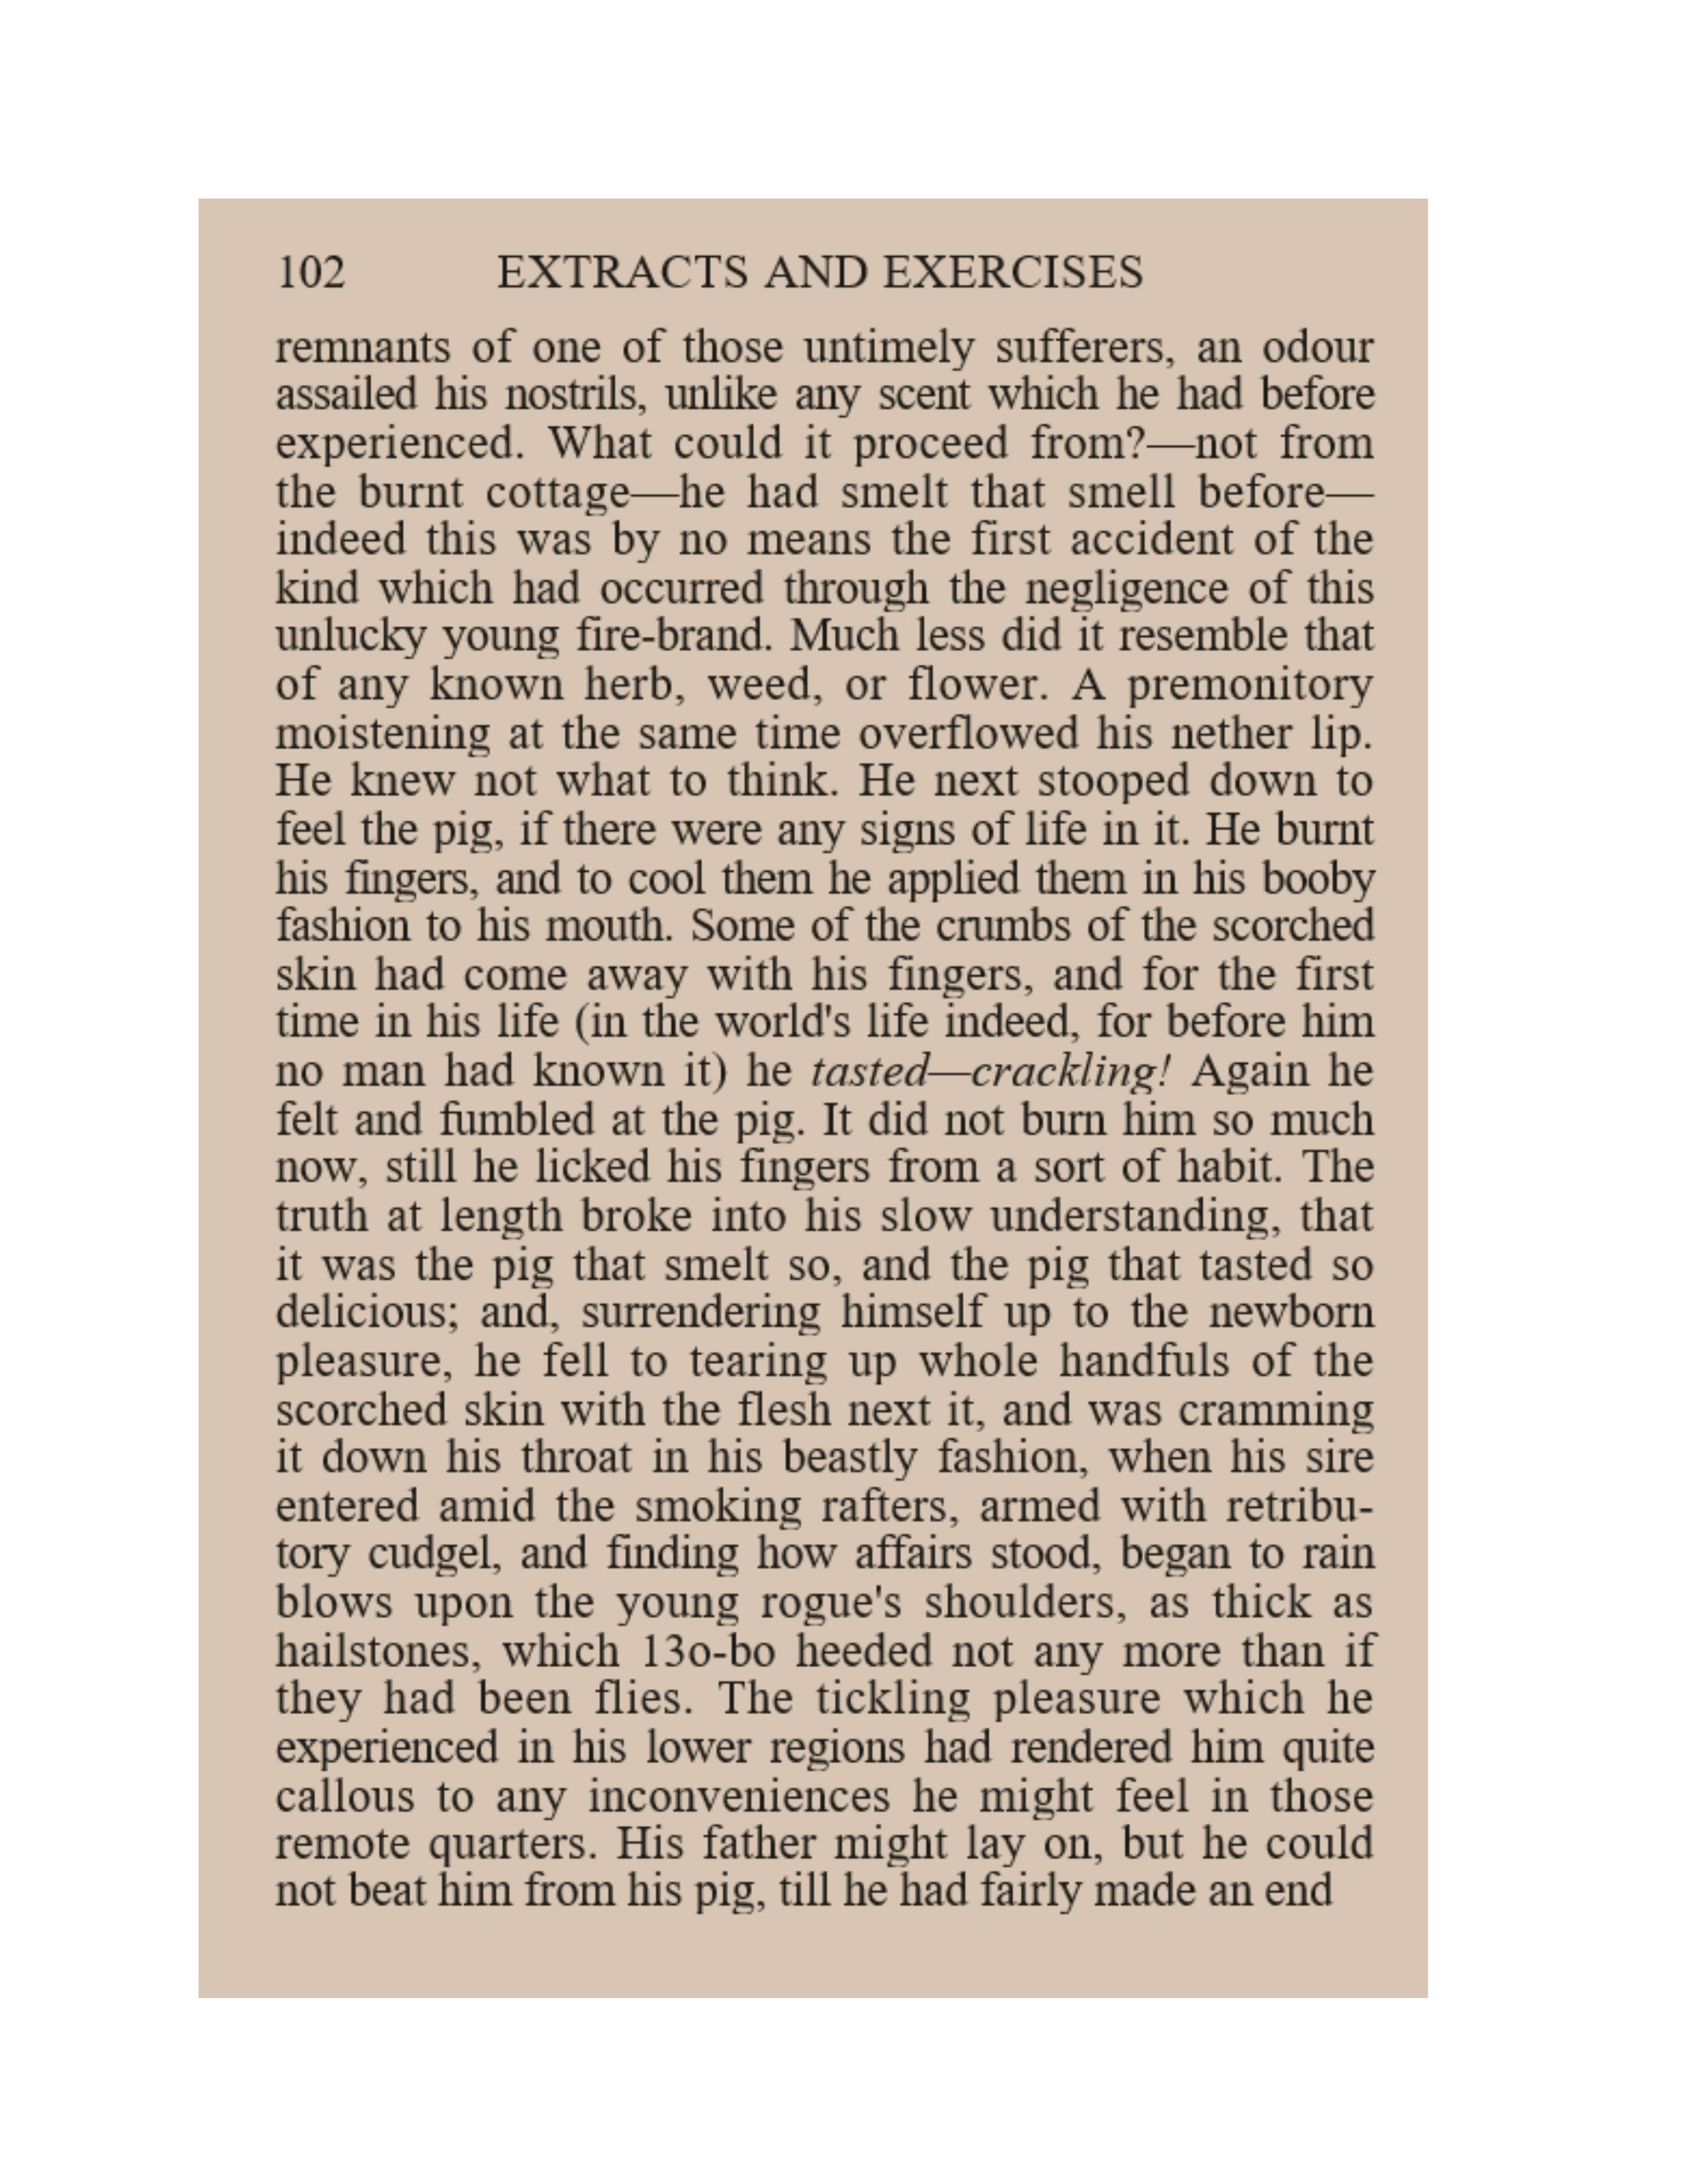 102 EXTRACTS AND EXERCISES
remnants of one of those untimely sufferers, an odour
assailed his nostrils, unlike any scent which he had before
experienced. What could it proceed from?—not from
the burnt cottage—he had smelt that smell before—
indeed this was by no means the first accident of the
kind which had occurred through the negligence of this
unlucky young fire-brand. Much less did it resemble that
of any known herb, weed, or flower. A premonitory
moistening at the same time overflowed his nether lip.
He knew not what to think. He next stooped down to
feel the pig, if there were any signs of life in it. He burnt
his fingers, and to cool them he applied them in his booby
fashion to his mouth. Some of the crumbs of the scorched
skin had come away with his fingers, and for the first
time in his life (in the world's life indeed, for before him
no man had known it) he tasted—crackling! Again he
felt and fumbled at the pig. It did not burn him so much
now, still he licked his fingers from a sort of habit. The
truth at length broke into his slow understanding, that
it was the pig that smelt so, and the pig that tasted so
delicious; and, surrendering himself up to the newborn
pleasure, he fell to tearing up whole handfuls of the
scorched skin with the flesh next it, and was cramming
it down his throat in his beastly fashion, when his sire
entered amid the smoking rafters, armed with retribu-
tory cudgel, and finding how affairs stood, began to rain
blows upon the young rogue's shoulders, as thick as
hailstones, which 13o-bo heeded not any more than if
they had been flies. The tickling pleasure which he
experienced in his lower regions had rendered him quite
callous to any inconveniences he might feel in those
remote quarters. His father might lay on, but he could
not beat him from his pig, till he had fairly made an end